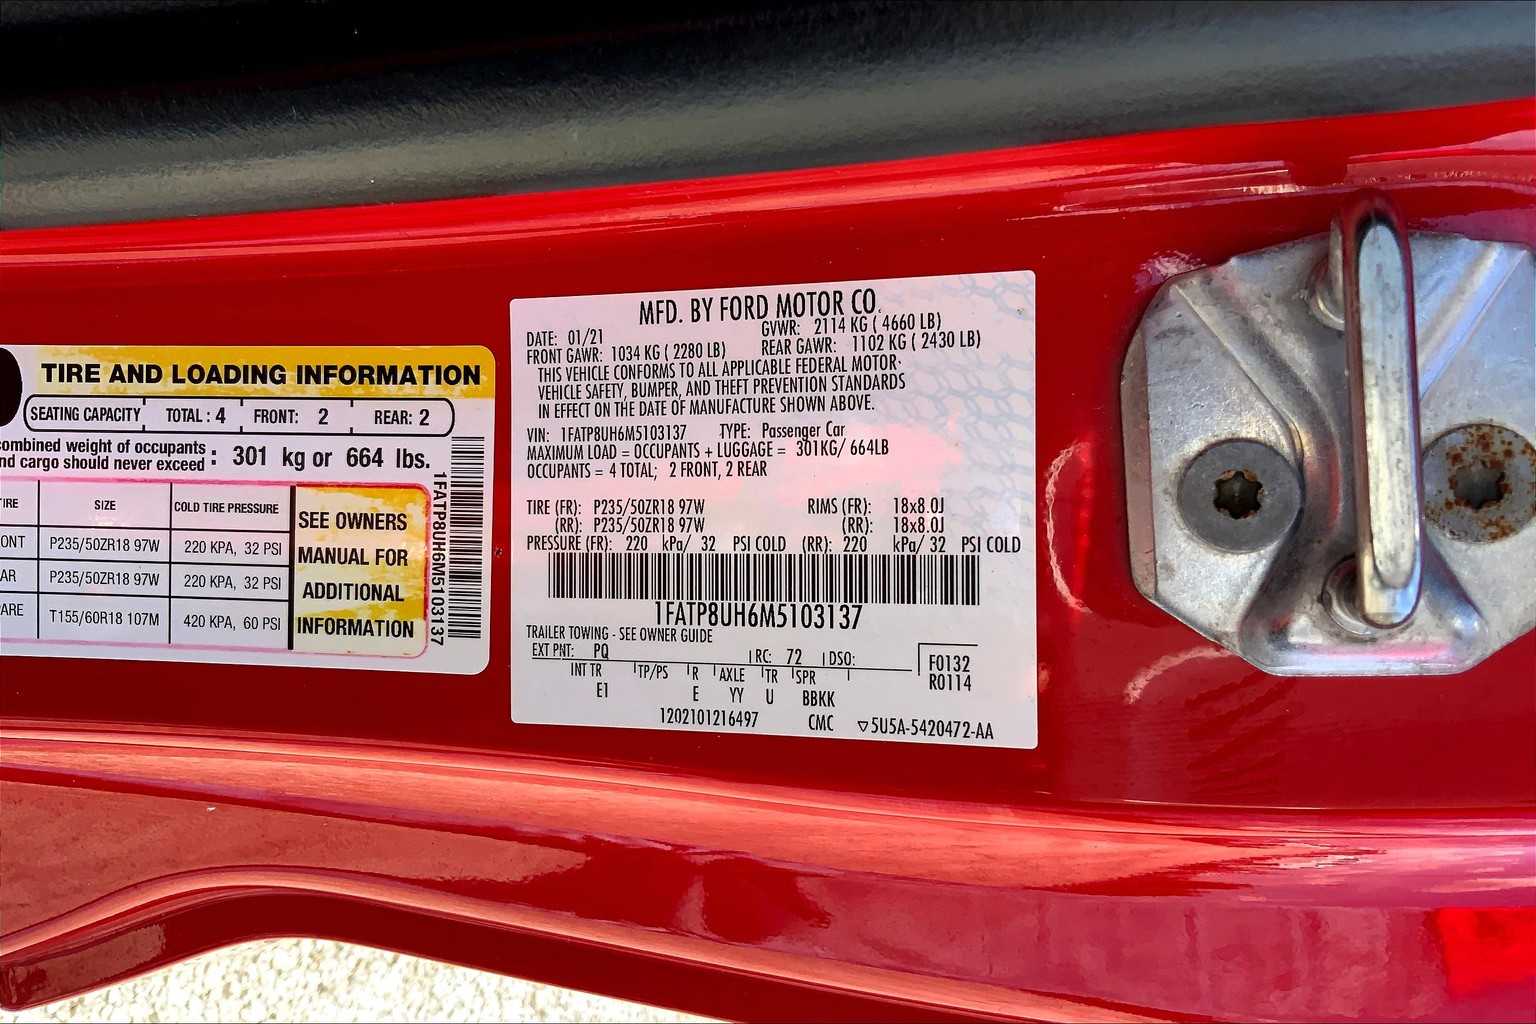 TIRE AND LOADING INFORMATION
SEATING CAPACITY TOTAL : 4 FRONT: 2 REAR: 2
combined weight of occupants
nd cargo should never exceed : 301 kg or 664 lbs.
IRE SIZE COLD TIRE PRESSURE
ONT P235/50ZR18 97W 220 KPA, 32 PSI
AR P235/50ZR18 97W 220 KPA, 32 PSI
PARE T155/60R18 107M 420 KPA, 60 PSI
SEE OWNERS
MANUAL FOR
ADDITIONAL
INFORMATION
1FATP8UH6M5103137
MFD. BY FORD MOTOR CO.
DATE: 01/21 GVWR: 2114 KG ( 4660 LB)
FRONT GAWR: 1034 KG ( 2280 LB) REAR GAWR: 1102 KG ( 2430 LB)
THIS VEHICLE CONFORMS TO ALL APPLICABLE FEDERAL MOTOR
VEHICLE SAFETY, BUMPER, AND THEFT PREVENTION STANDARDS
IN EFFECT ON THE DATE OF MANUFACTURE SHOWN ABOVE.
VIN: 1FATP8UH6M5103137 TYPE: Passenger Car
MAXIMUM LOAD = OCCUPANTS + LUGGAGE = 301KG/ 664LB
OCCUPANTS = 4 TOTAL; 2 FRONT, 2 REAR
TIRE (FR): P235/50ZR18 97W RIMS (FR): 18x8.0J
(RR): P235/50ZR18 97W (RR): 18x8.0J
PRESSURE (FR): 220 kPa/ 32 PSI COLD (RR): 220 kPa/ 32 PSI COLD
1FATP8UH6M5103137
TRAILER TOWING - SEE OWNER GUIDE
EXT PNT: PQ RC: 72 DSO: F0132
INT TR TP/PS R AXLE TR SPR R0114
E1 E YY U BBKK
1202101216497 CMC ▽5U5A-5420472-AA